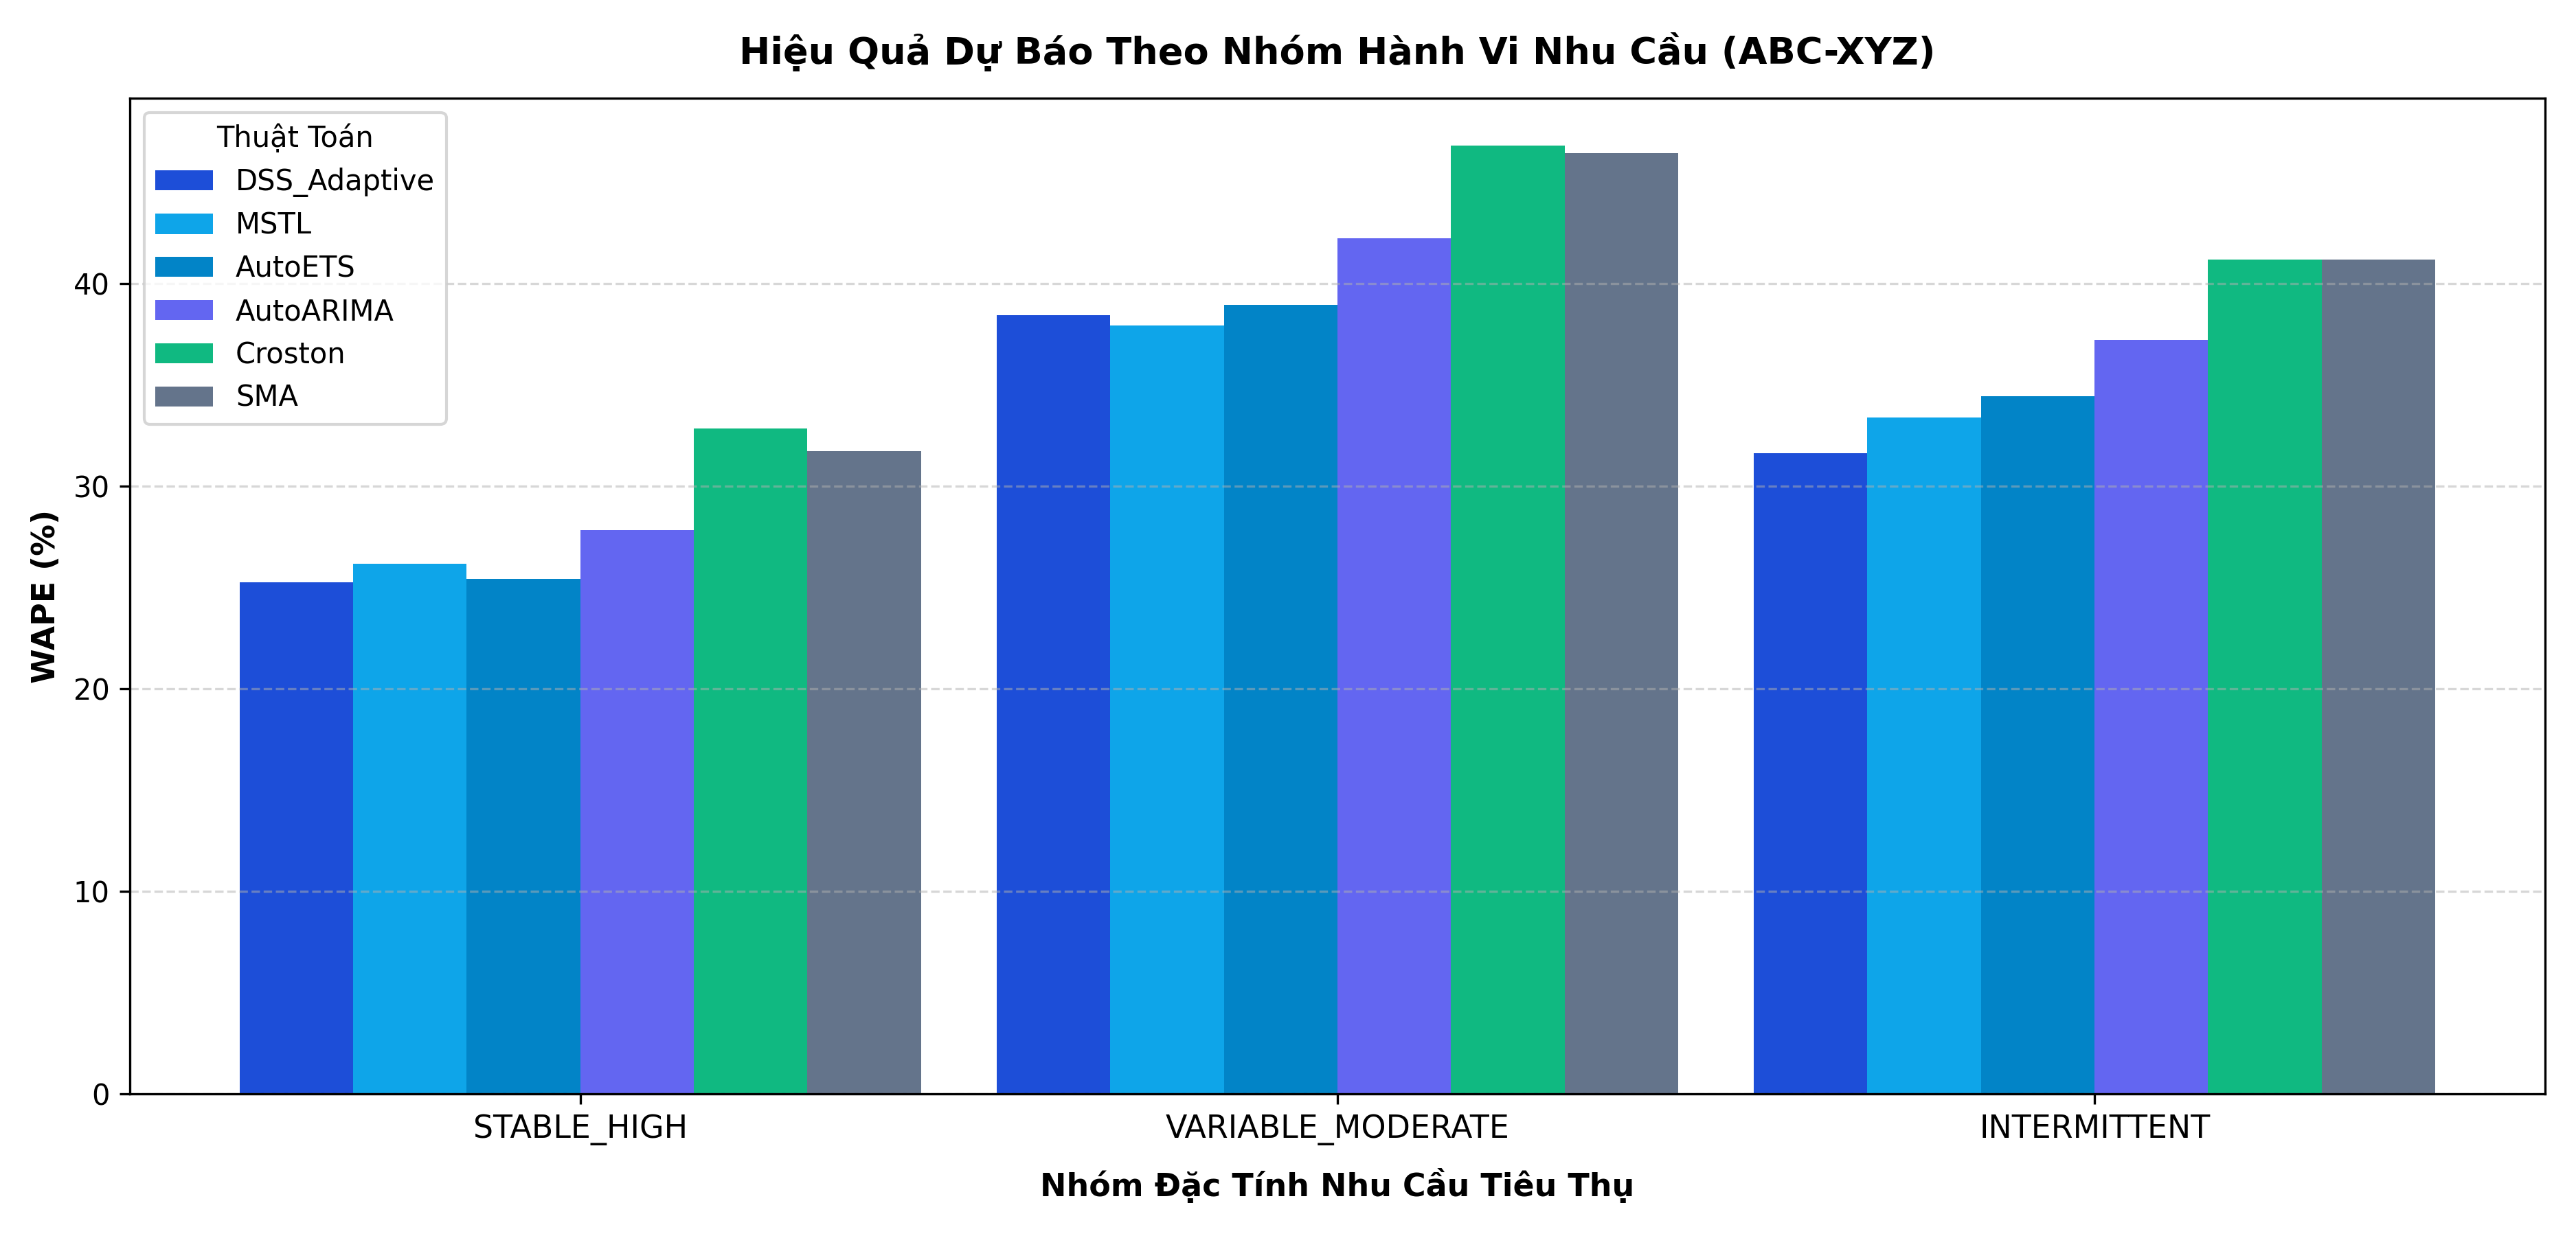 Hiệu Quả Dự Báo Theo Nhóm Hành Vi Nhu Cầu (ABC-XYZ)
Thuật Toán
DSS_Adaptive
MSTL
AutoETS
AutoARIMA
Croston
SMA
WAPE (%)
40
30
20
10
0
STABLE_HIGH
VARIABLE_MODERATE
INTERMITTENT
Nhóm Đặc Tính Nhu Cầu Tiêu Thụ